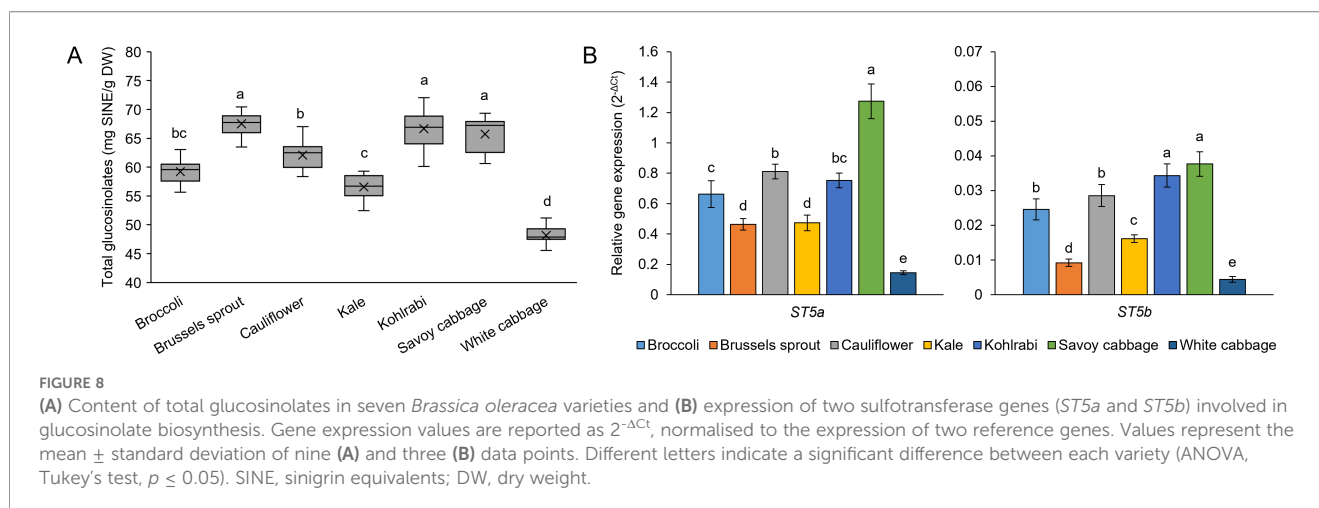 A
Total glucosinolates (mg SINE/g DW)
80
75
70
65
60
55
50
45
40
bc
a
b
c
a
a
d
Broccoli
Brussels sprout
Cauliflower
Kale
Kohlrabi
Savoy cabbage
White cabbage
B
Relative gene expression (2-ΔCt)
1.6
1.4
1.2
1
0.8
0.6
0.4
0.2
0
c
d
b
d
bc
a
e
ST5a
0.07
0.06
0.05
0.04
0.03
0.02
0.01
0
b
d
b
c
a
a
e
ST5b
Broccoli Brussels sprout Cauliflower Kale Kohlrabi Savoy cabbage White cabbage
FIGURE 8
(A) Content of total glucosinolates in seven Brassica oleracea varieties and (B) expression of two sulfotransferase genes (ST5a and ST5b) involved in
glucosinolate biosynthesis. Gene expression values are reported as 2-ΔCt, normalised to the expression of two reference genes. Values represent the
mean ± standard deviation of nine (A) and three (B) data points. Different letters indicate a significant difference between each variety (ANOVA,
Tukey's test, p ≤ 0.05). SINE, sinigrin equivalents; DW, dry weight.